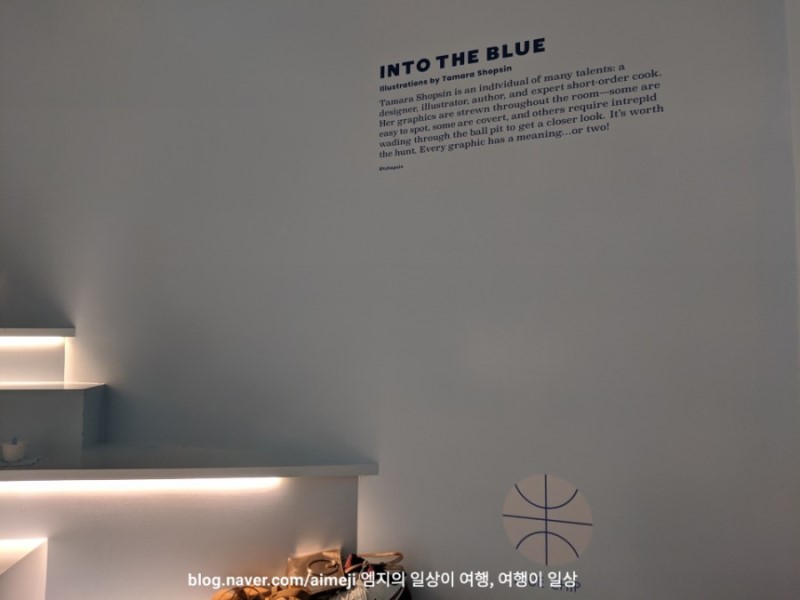 INTO THE BLUE
Illustrations by Tamara Shopsin
Tamara Shopsin is an individual of many talents: a
designer, illustrator, author, and expert short-order cook.
Her graphics are strewn throughout the room—some are
easy to spot, some are covert, and others require intrepid
wading through the ball pit to get a closer look. It's worth
the hunt. Every graphic has a meaning...or two!
blog.naver.com/aimeji 엠지의 일상이 여행, 여행이 일상